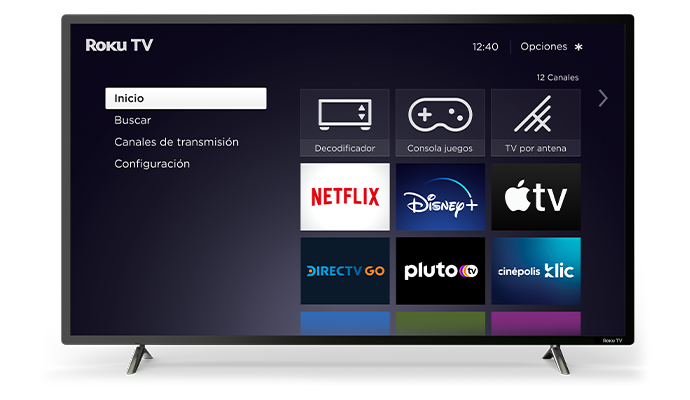 Roku TV
12:40
Opciones ✱
12 Canales
Inicio
Buscar
Canales de transmisión
Configuración
Decodificador
Consola juegos
TV por antena
NETFLIX
Disney+
tv
DIRECTV GO
pluto tv
cinépolis klic
Roku TV